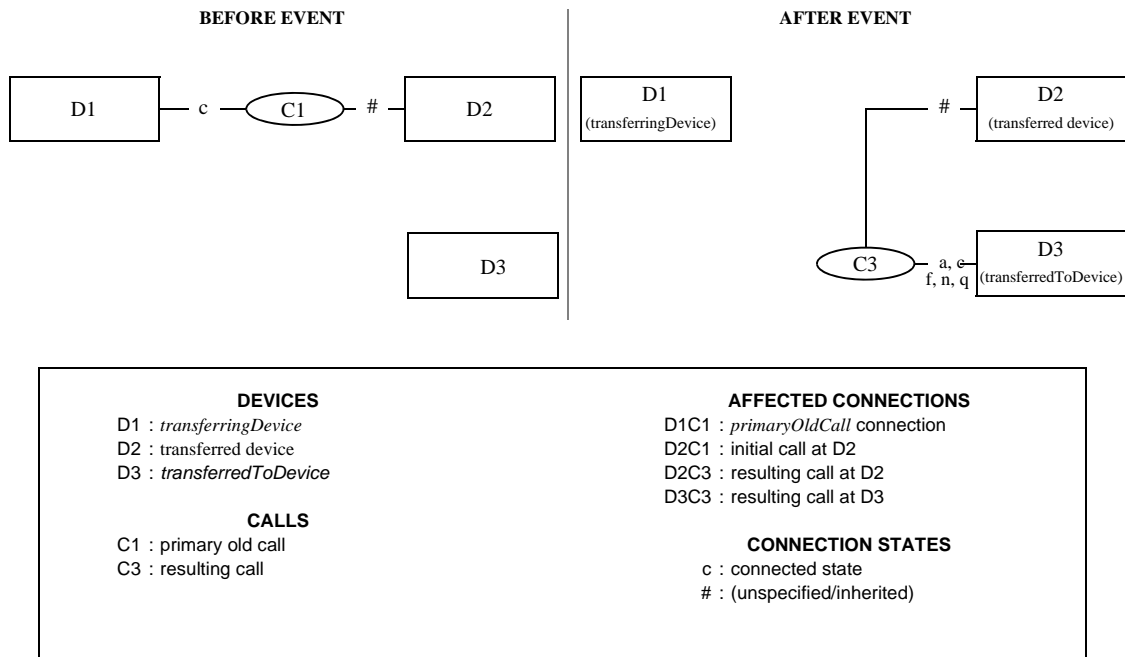 BEFORE EVENT
AFTER EVENT
D1
c
C1
#
D2
D3
D1
(transferringDevice)
#
D2
(transferred device)
C3
a, c
f, n, q
D3
(transferredToDevice)
DEVICES
D1 : transferringDevice
D2 : transferred device
D3 : transferredToDevice
CALLS
C1 : primary old call
C3 : resulting call
AFFECTED CONNECTIONS
D1C1 : primaryOldCall connection
D2C1 : initial call at D2
D2C3 : resulting call at D2
D3C3 : resulting call at D3
CONNECTION STATES
c : connected state
# : (unspecified/inherited)